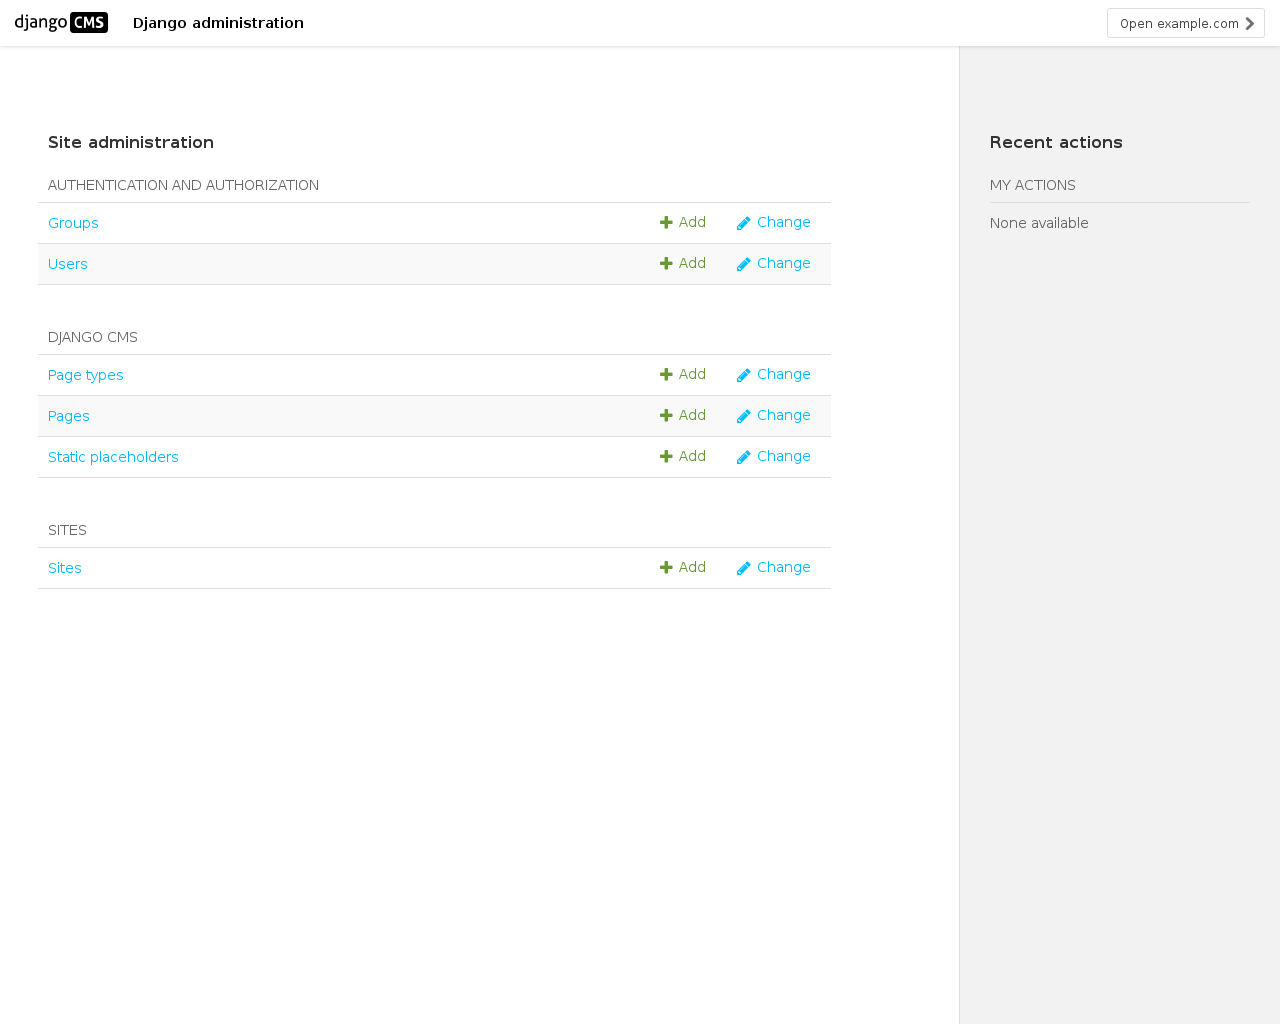 django CMS Django administration Open example.com
Site administration
AUTHENTICATION AND AUTHORIZATION
Groups Add Change
Users Add Change
DJANGO CMS
Page types Add Change
Pages Add Change
Static placeholders Add Change
SITES
Sites Add Change
Recent actions
MY ACTIONS
None available